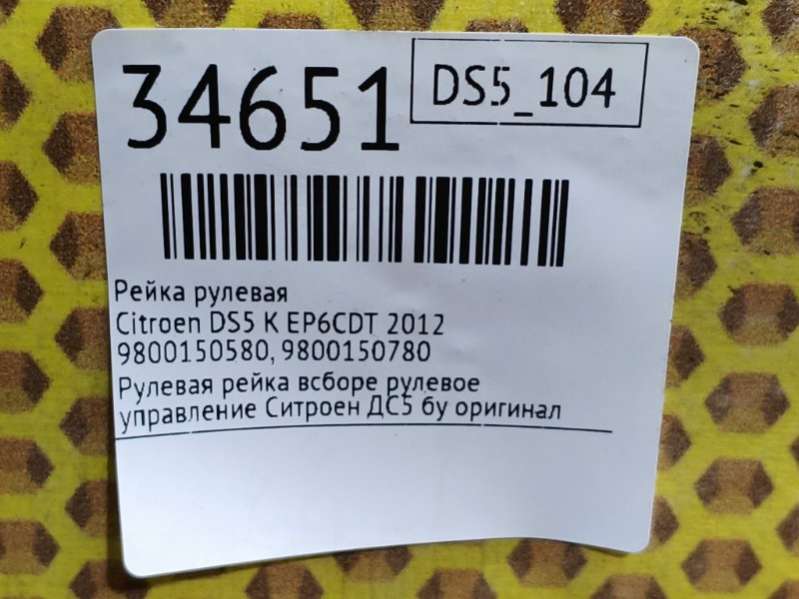 34651
DS5_104
Рейка рулевая
Citroen DS5 K EP6CDT 2012
9800150580, 9800150780
Рулевая рейка всборе рулевое
управление Ситроен ДС5 бу оригинал